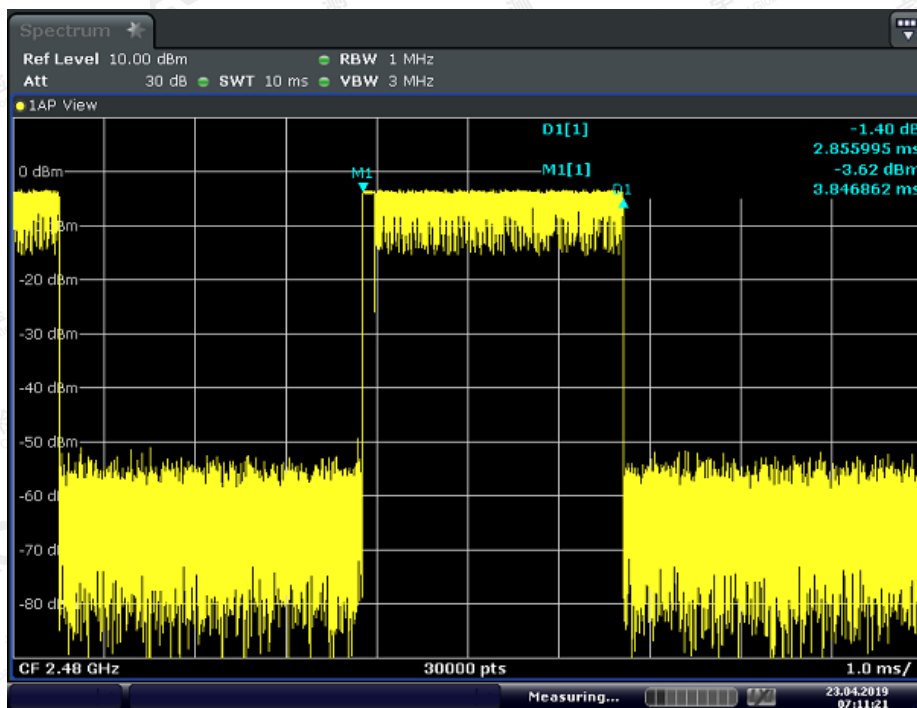 Spectrum
Ref Level 10.00 dBm RBW 1 MHz
Att 30 dB SWT 10 ms VBW 3 MHz
1AP View
D1[1] -1.40 dB
2.855995 ms
M1[1] -3.62 dBm
3.846862 ms
0 dBm
M1
D1
-20 dBm
-30 dBm
-40 dBm
-50 dBm
-60 d
-70 d
-80 d
CF 2.48 GHz 30000 pts 1.0 ms/
Measuring...
23.04.2019
07:11:21